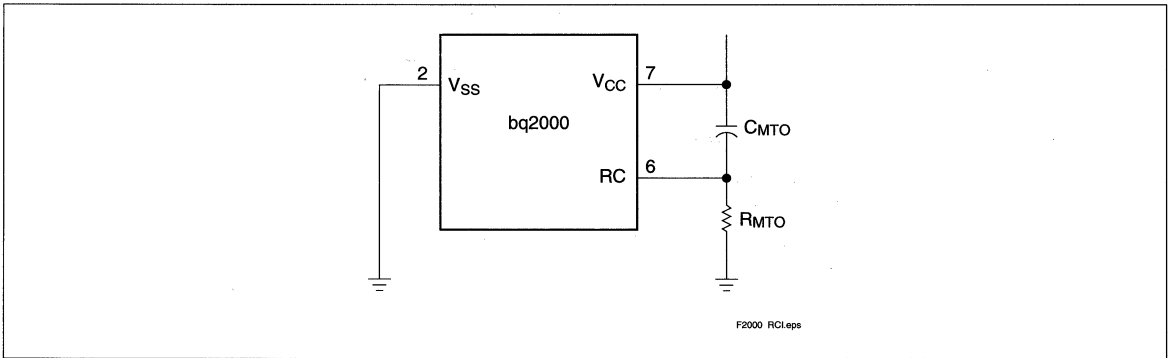 2
VSS
VCC
7
bq2000
CMTO
RC
6
RMTO
F2000 RCI.eps